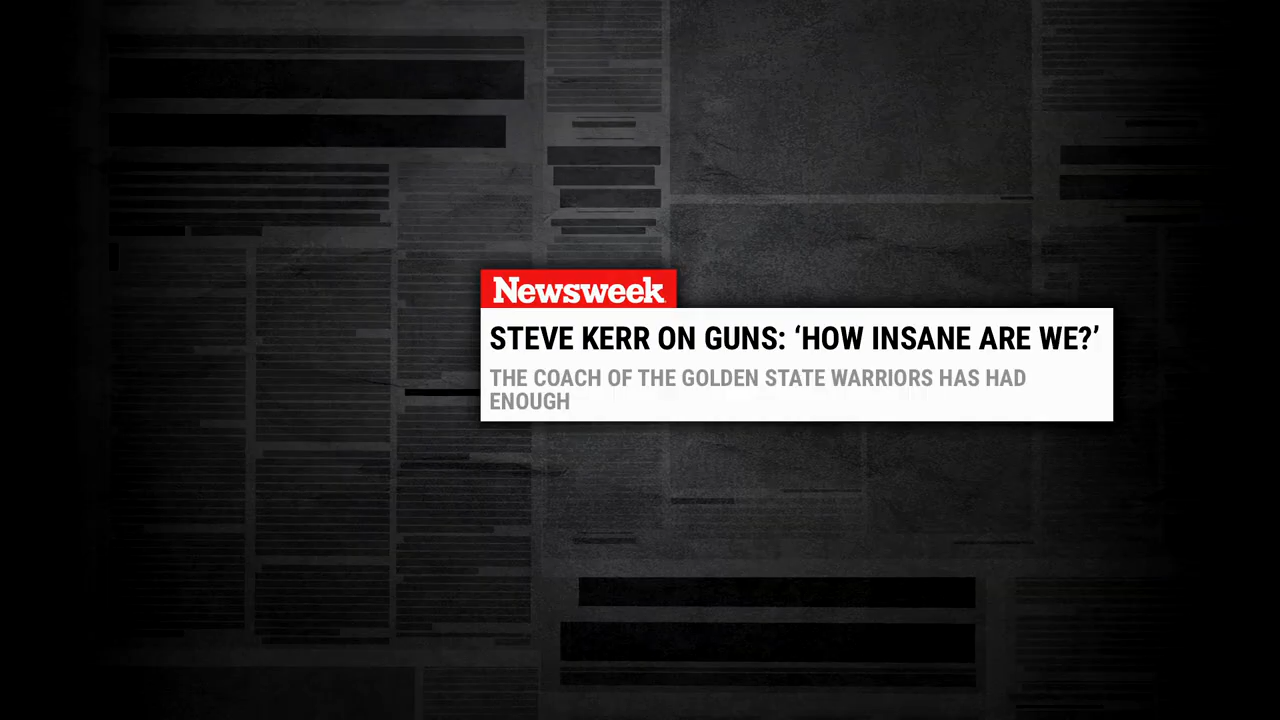 Newsweek
STEVE KERR ON GUNS: ‘HOW INSANE ARE WE?’
THE COACH OF THE GOLDEN STATE WARRIORS HAS HAD
ENOUGH